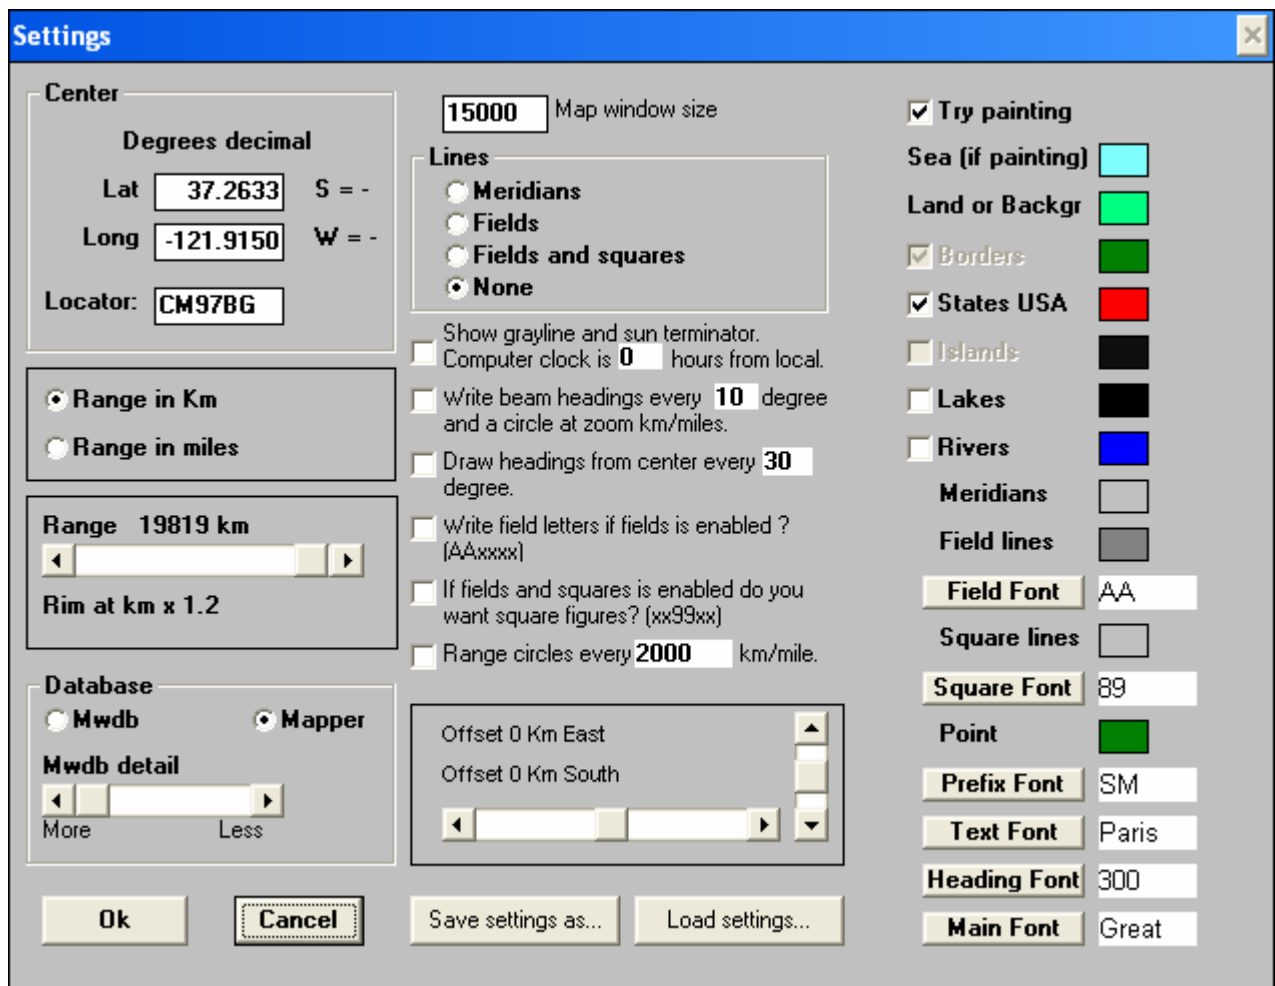 Settings
Center
Degrees decimal
Lat 37.2633 S = -
Long -121.9150 W = -
Locator: CM97BG
Range in Km
Range in miles
Range 19819 km
Rim at km x 1.2
Database
Mwdb Mapper
Mwdb detail
More Less
Ok Cancel
15000 Map window size
Lines
Meridians
Fields
Fields and squares
None
Show grayline and sun terminator.
Computer clock is 0 hours from local.
Write beam headings every 10 degree
and a circle at zoom km/miles.
Draw headings from center every 30
degree.
Write field letters if fields is enabled ?
(AAxxxx)
If fields and squares is enabled do you
want square figures? (xx99xx)
Range circles every 2000 km/mile.
Offset 0 Km East
Offset 0 Km South
Save settings as... Load settings...
Try painting
Sea (if painting)
Land or Backgr
Borders
States USA
Islands
Lakes
Rivers
Meridians
Field lines
Field Font AA
Square lines
Square Font 89
Point
Prefix Font SM
Text Font Paris
Heading Font 300
Main Font Great